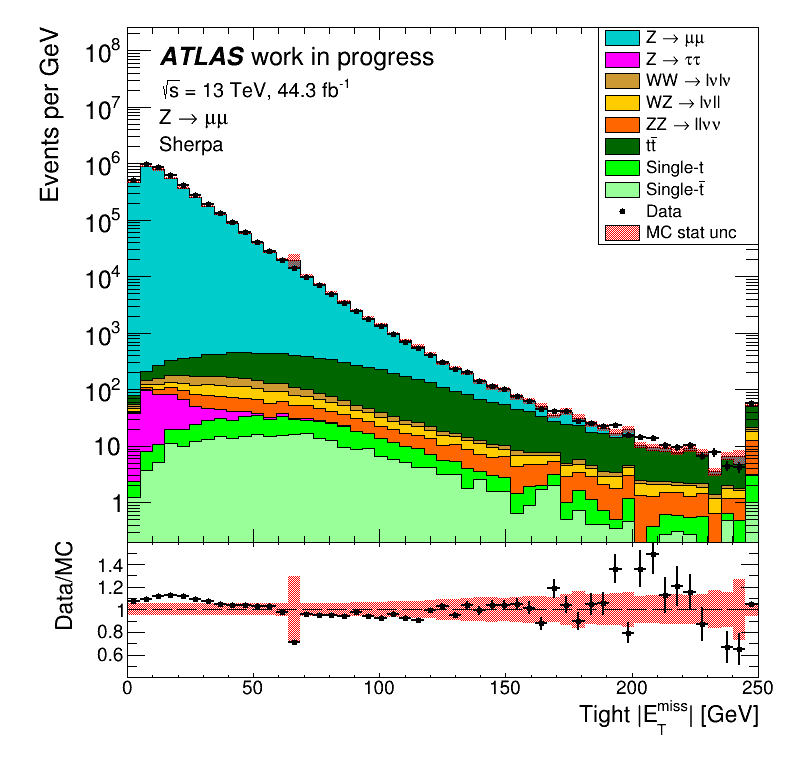 Events per GeV
10⁸
10⁷
10⁶
10⁵
10⁴
10³
10²
10
1
ATLAS work in progress
√s = 13 TeV, 44.3 fb⁻¹
Z → μμ
Sherpa
Z → μμ
Z → ττ
WW → lνlν
WZ → lνll
ZZ → llνν
tt̄
Single-t
Single-t̄
Data
MC stat unc
Data/MC
1.4
1.2
1
0.8
0.6
0 50 100 150 200 250
Tight |E_T^miss| [GeV]